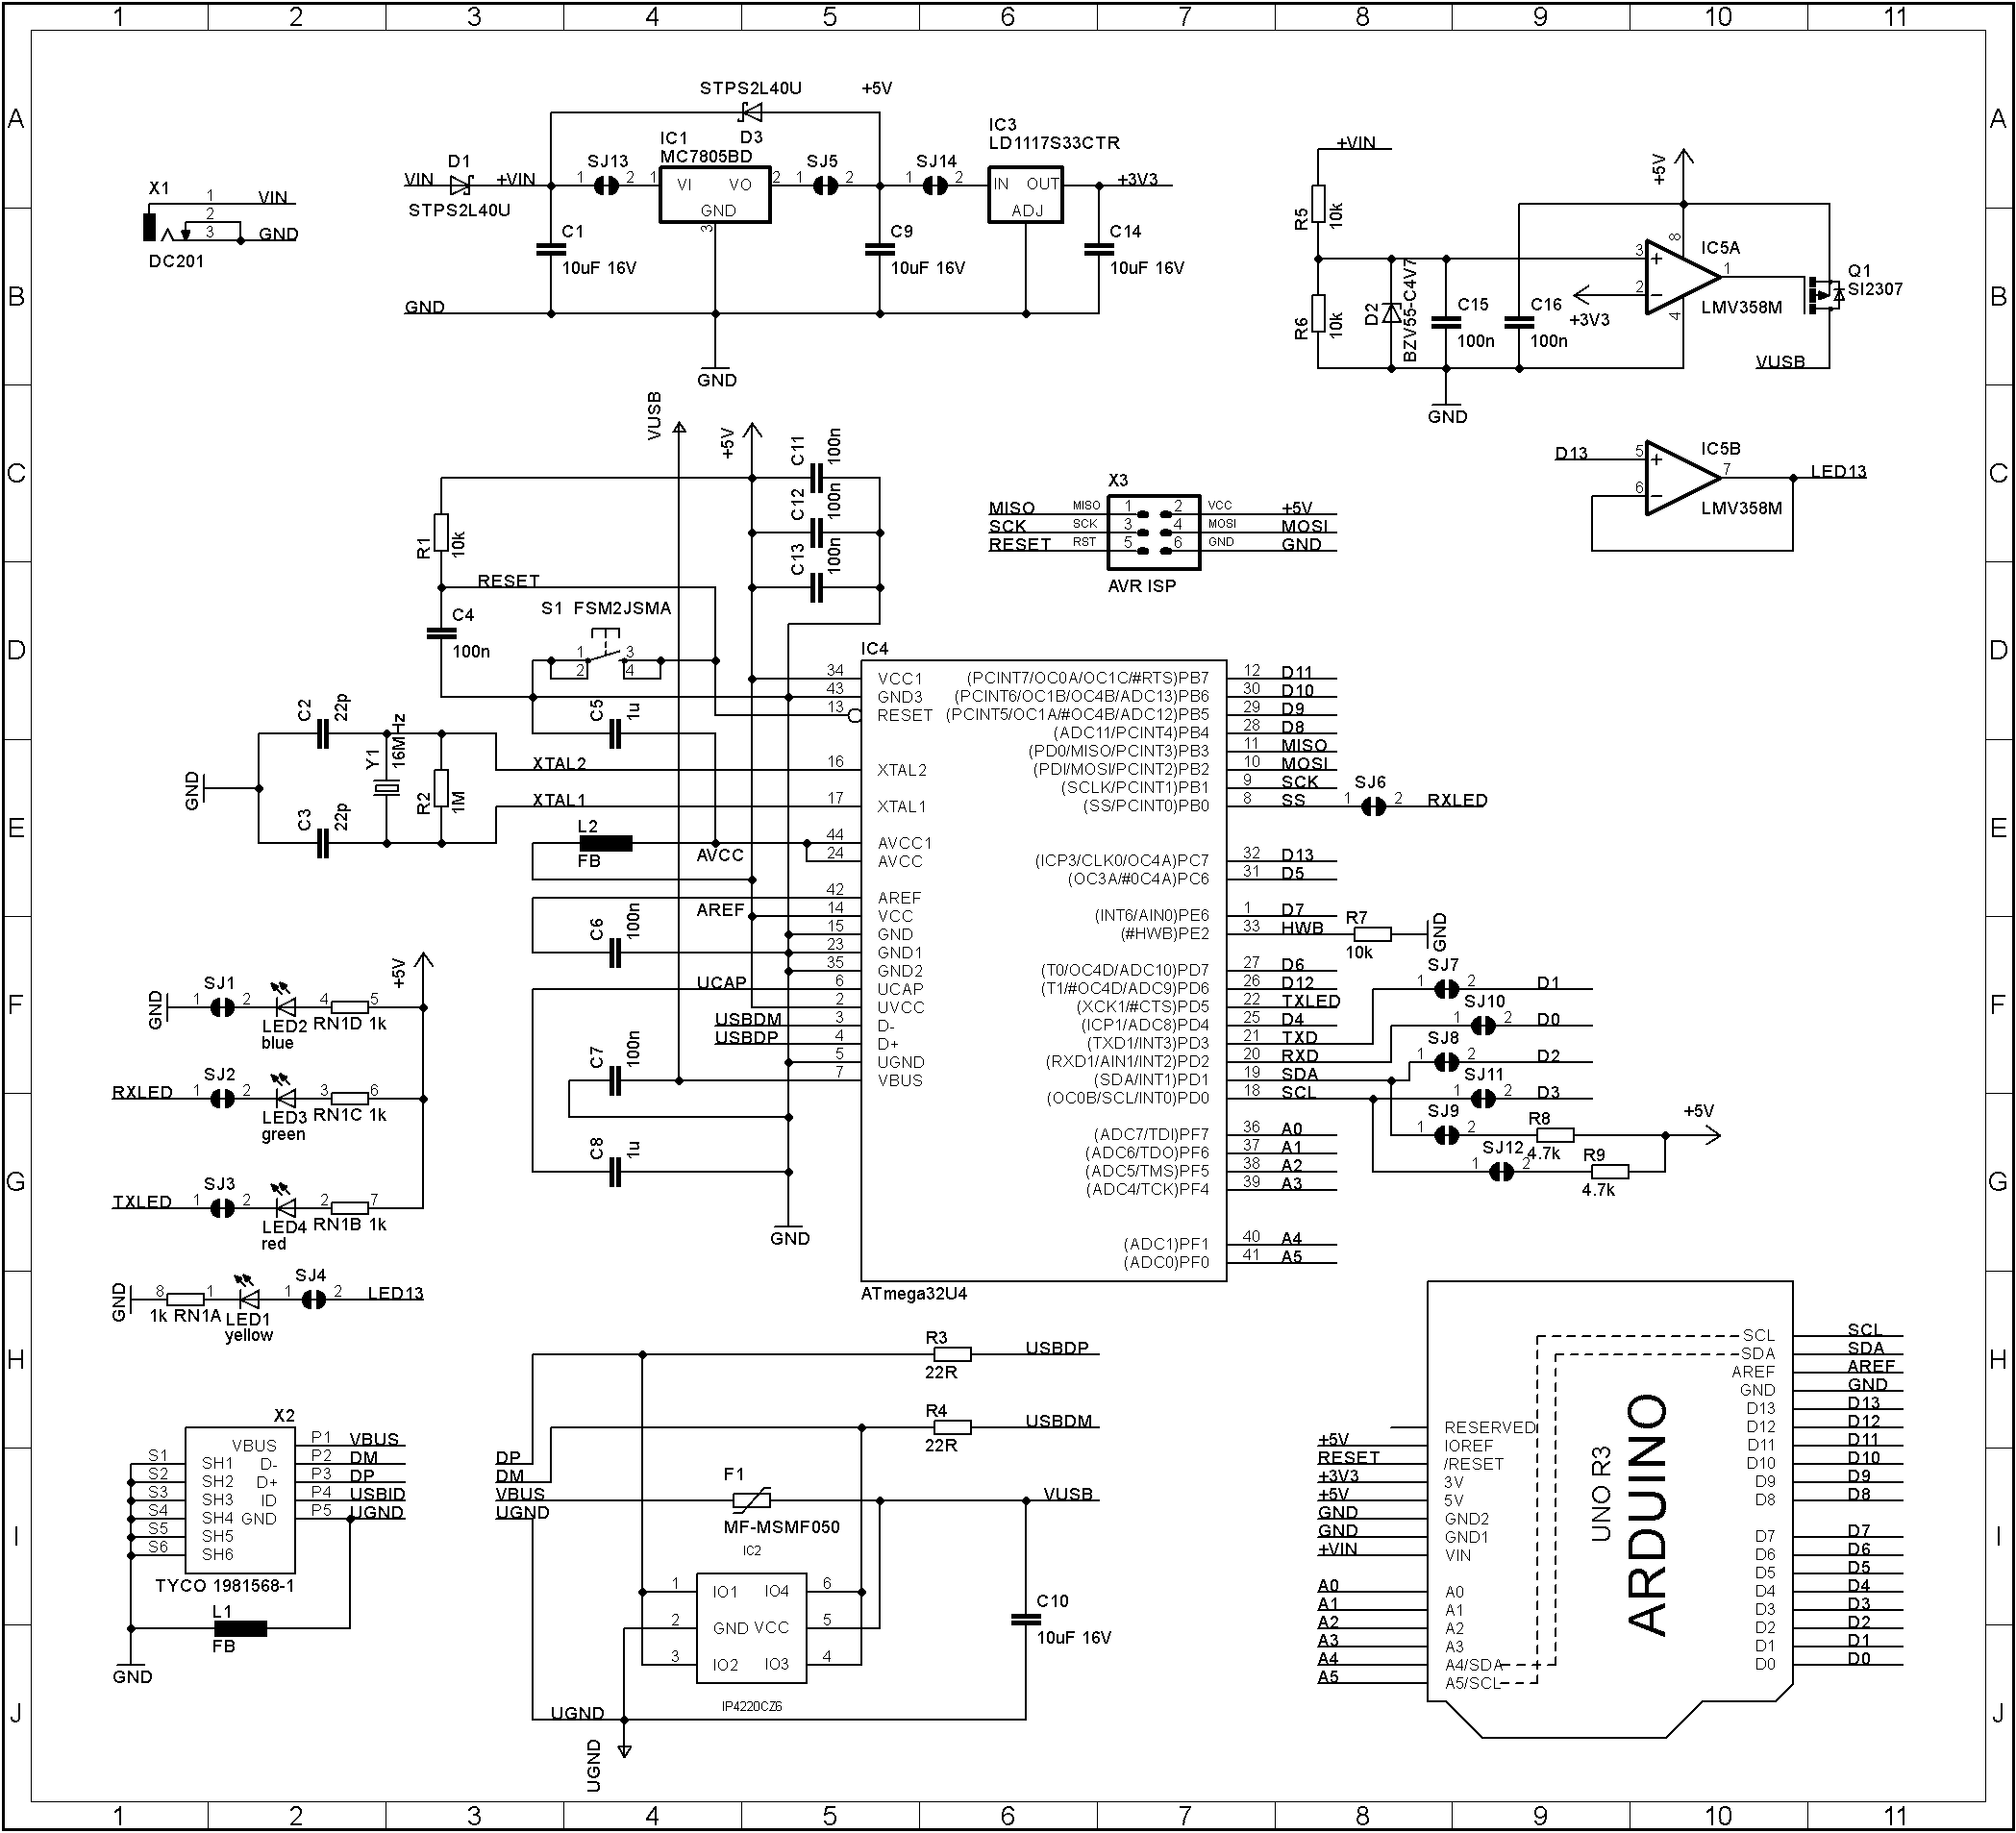 1 2 3 4 5 6 7 8 9 10 11
A A
B B
C C
D D
E E
F F
G G
H H
I I
J J
X1
1 VIN
2
3 GND
DC201
STPS2L40U +5V
D3
D1
VIN +VIN
STPS2L40U
SJ13
1 2
IC1
MC7805BD
1 VI VO 2
GND
3
SJ5
1 2
SJ14
1 2
IC3
LD1117S33CTR
IN OUT
ADJ
+3V3
C1
10uF 16V
C9
10uF 16V
C14
10uF 16V
GND
GND
+VIN
R5
10k
R6
10k
D2
BZV55-C4V7
C15
100n
C16
100n
+5V
+3V3
IC5A
LMV358M
3 +
2 −
8
4
1
Q1
SI2307
VUSB
GND
D13
5 +
6 −
7
IC5B
LMV358M
LED13
X3
MISO MISO 1 2 VCC +5V
SCK SCK 3 4 MOSI MOSI
RESET RST 5 6 GND GND
AVR ISP
VUSB
+5V
C11
100n
C12
100n
C13
100n
R1
10k
RESET
C4
100n
S1 FSM2JSMA
1 3
2 4
C5
1u
C2
22p
C3
22p
GND
Y1
16MHz
R2
1M
XTAL2
XTAL1
L2
FB
AVCC
AREF
C6
100n
UCAP
USBDM
USBDP
C7
100n
C8
1u
GND
IC4
34 VCC1
43 GND3
13 RESET
16 XTAL2
17 XTAL1
44 AVCC1
24 AVCC
42 AREF
14 VCC
15 GND
23 GND1
35 GND2
6 UCAP
2 UVCC
3 D-
4 D+
5 UGND
7 VBUS
(PCINT7/OC0A/OC1C/#RTS)PB7 12 D11
(PCINT6/OC1B/OC4B/ADC13)PB6 30 D10
(PCINT5/OC1A/#OC4B/ADC12)PB5 29 D9
(ADC11/PCINT4)PB4 28 D8
(PD0/MISO/PCINT3)PB3 11 MISO
(PDI/MOSI/PCINT2)PB2 10 MOSI
(SCLK/PCINT1)PB1 9 SCK
(SS/PCINT0)PB0 8 SS
SJ6
1 2 RXLED
(ICP3/CLK0/OC4A)PC7 32 D13
(OC3A/#0C4A)PC6 31 D5
(INT6/AIN0)PE6 1 D7
(#HWB)PE2 33 HWB
R7
10k
GND
(T0/OC4D/ADC10)PD7 27 D6
(T1/#OC4D/ADC9)PD6 26 D12
(XCK1/#CTS)PD5 22 TXLED
(ICP1/ADC8)PD4 25 D4
(TXD1/INT3)PD3 21 TXD
(RXD1/AIN1/INT2)PD2 20 RXD
(SDA/INT1)PD1 19 SDA
(OC0B/SCL/INT0)PD0 18 SCL
(ADC7/TDI)PF7 36 A0
(ADC6/TDO)PF6 37 A1
(ADC5/TMS)PF5 38 A2
(ADC4/TCK)PF4 39 A3
(ADC1)PF1 40 A4
(ADC0)PF0 41 A5
ATmega32U4
SJ7
1 2 D1
SJ10
1 2 D0
SJ8
1 2 D2
SJ11
1 2 D3
SJ9
1 2
R8
4.7k
SJ12
1 2
R9
4.7k
+5V
+5V
GND
SJ1
1 2
LED2
blue
4 5
RN1D 1k
RXLED
SJ2
1 2
LED3
green
3 6
RN1C 1k
TXLED
SJ3
1 2
LED4
red
2 7
RN1B 1k
GND
8 1
1k RN1A
LED1
yellow
SJ4
1 2
LED13
X2
VBUS P1 VBUS
S1 SH1 D- P2 DM
S2 SH2 D+ P3 DP
S3 SH3 ID P4 USBID
S4 SH4 GND P5 UGND
S5 SH5
S6 SH6
TYCO 1981568-1
L1
FB
GND
R3
22R
USBDP
R4
22R
USBDM
DP
DM
VBUS
UGND
F1
MF-MSMF050
VUSB
IC2
1 IO1 IO4 6
2 GND VCC 5
3 IO2 IO3 4
IP4220CZ6
C10
10uF 16V
UGND
UGND
RESERVED
+5V IOREF
RESET /RESET
+3V3 3V
+5V 5V
GND GND2
GND GND1
+VIN VIN
A0 A0
A1 A1
A2 A2
A3 A3
A4 A4/SDA
A5 A5/SCL
UNO R3
ARDUINO
SCL SCL
SDA SDA
AREF AREF
GND GND
D13 D13
D12 D12
D11 D11
D10 D10
D9 D9
D8 D8
D7 D7
D6 D6
D5 D5
D4 D4
D3 D3
D2 D2
D1 D1
D0 D0
1 2 3 4 5 6 7 8 9 10 11